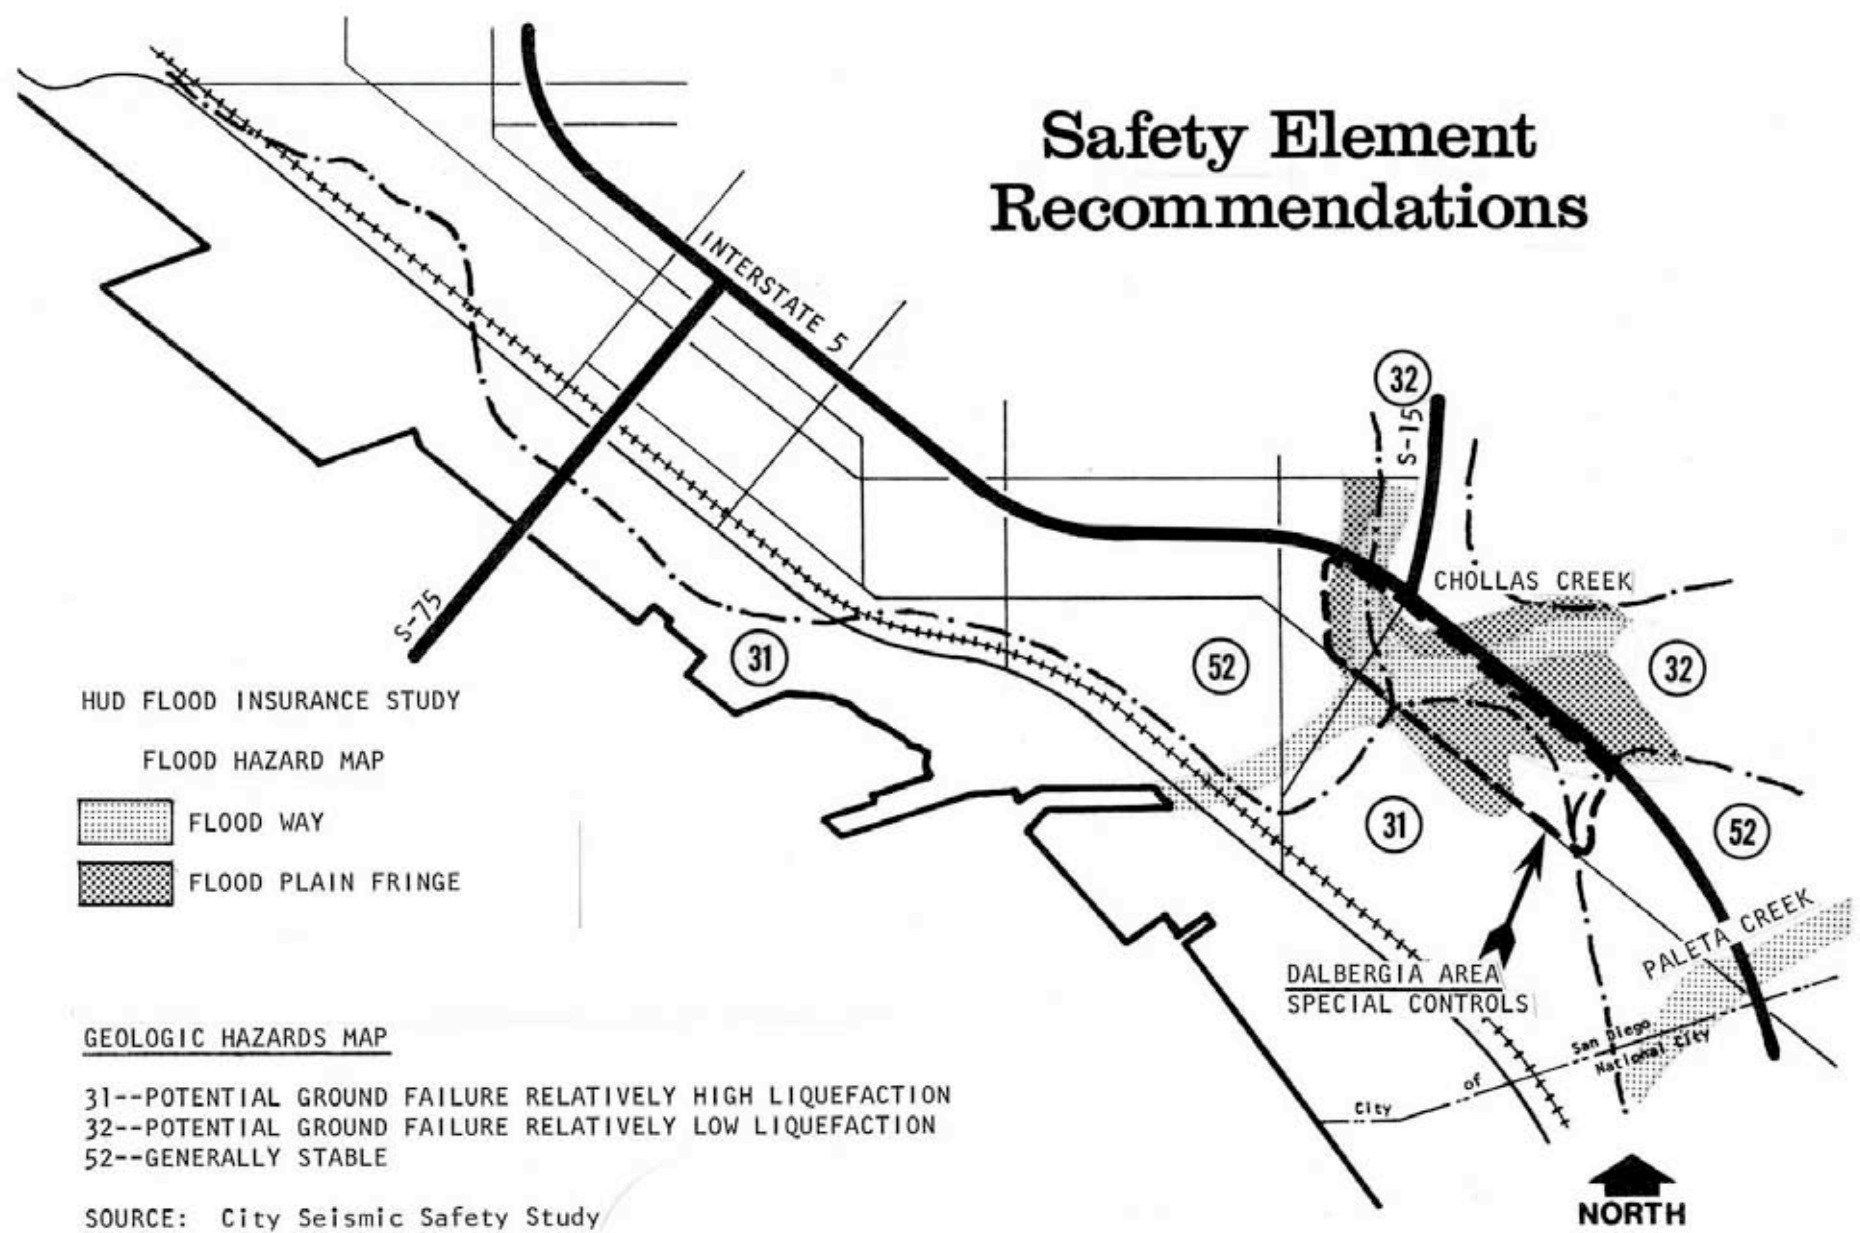 Safety Element
Recommendations
INTERSTATE 5
S-75
32
S-15
CHOLLAS CREEK
31
52
32
31
52
PALETA CREEK
DALBERGIA AREA
SPECIAL CONTROLS
San Diego
National City
City of
HUD FLOOD INSURANCE STUDY
FLOOD HAZARD MAP
FLOOD WAY
FLOOD PLAIN FRINGE
GEOLOGIC HAZARDS MAP
31--POTENTIAL GROUND FAILURE RELATIVELY HIGH LIQUEFACTION
32--POTENTIAL GROUND FAILURE RELATIVELY LOW LIQUEFACTION
52--GENERALLY STABLE
SOURCE: City Seismic Safety Study
NORTH